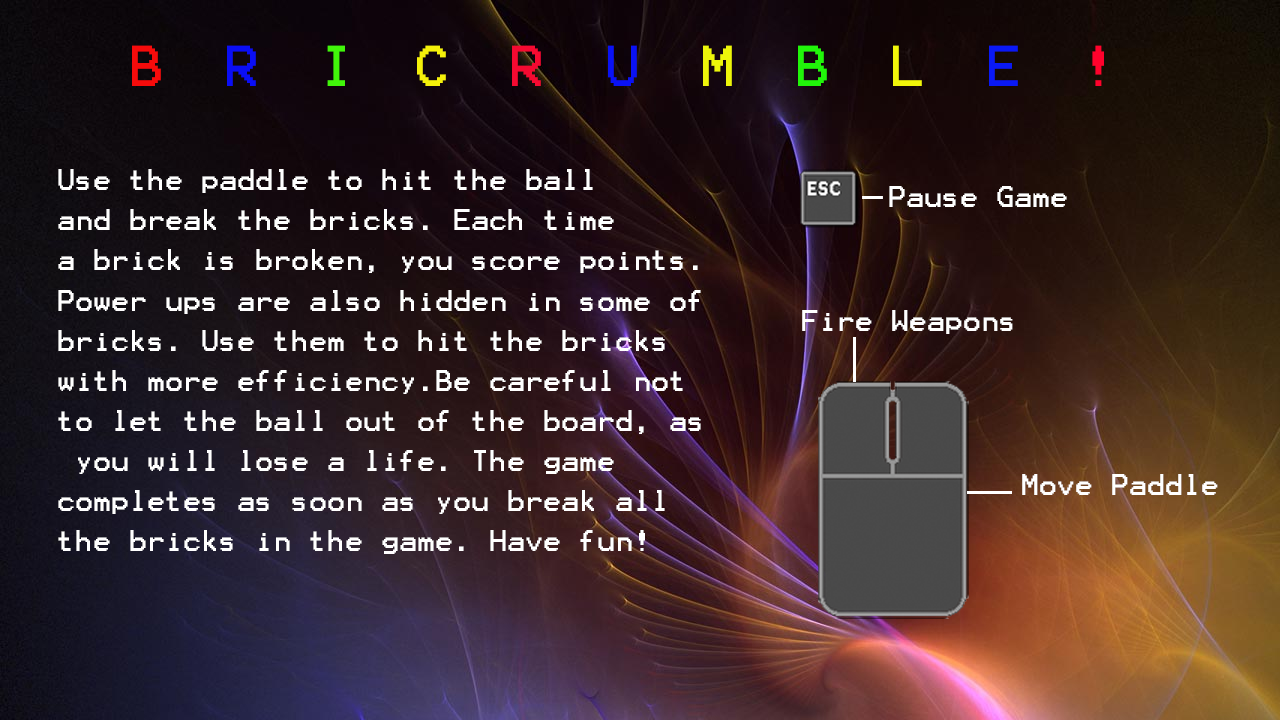 B R I C R U M B L E !
Use the paddle to hit the ball
and break the bricks. Each time
a brick is broken, you score points.
Power ups are also hidden in some of
bricks. Use them to hit the bricks
with more efficiency.Be careful not
to let the ball out of the board, as
you will lose a life. The game
completes as soon as you break all
the bricks in the game. Have fun!
ESC
Pause Game
Fire Weapons
Move Paddle